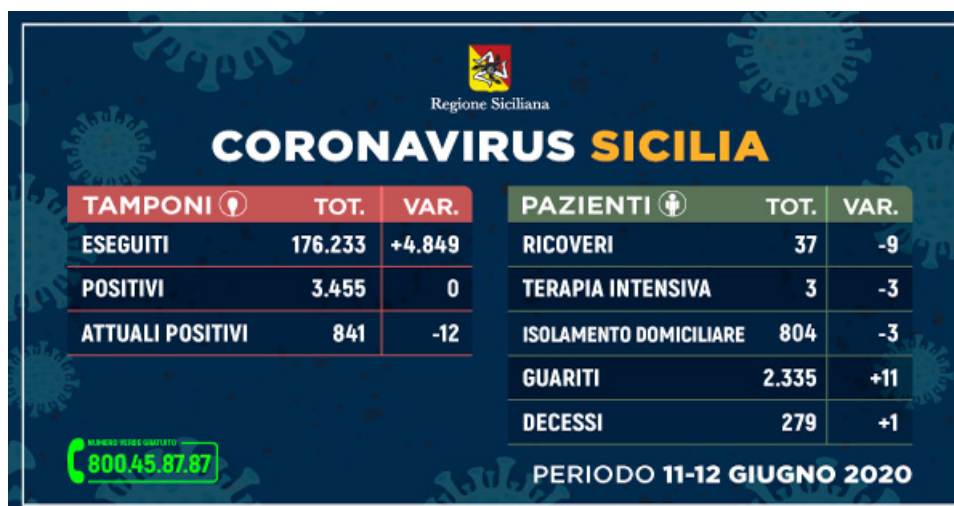 Regione Siciliana
CORONAVIRUS SICILIA
TAMPONI TOT. VAR.
ESEGUITI 176.233 +4.849
POSITIVI 3.455 0
ATTUALI POSITIVI 841 -12
PAZIENTI TOT. VAR.
RICOVERI 37 -9
TERAPIA INTENSIVA 3 -3
ISOLAMENTO DOMICILIARE 804 -3
GUARITI 2.335 +11
DECESSI 279 +1
NUMERO VERDE GRATUITO
800.45.87.87
PERIODO 11-12 GIUGNO 2020